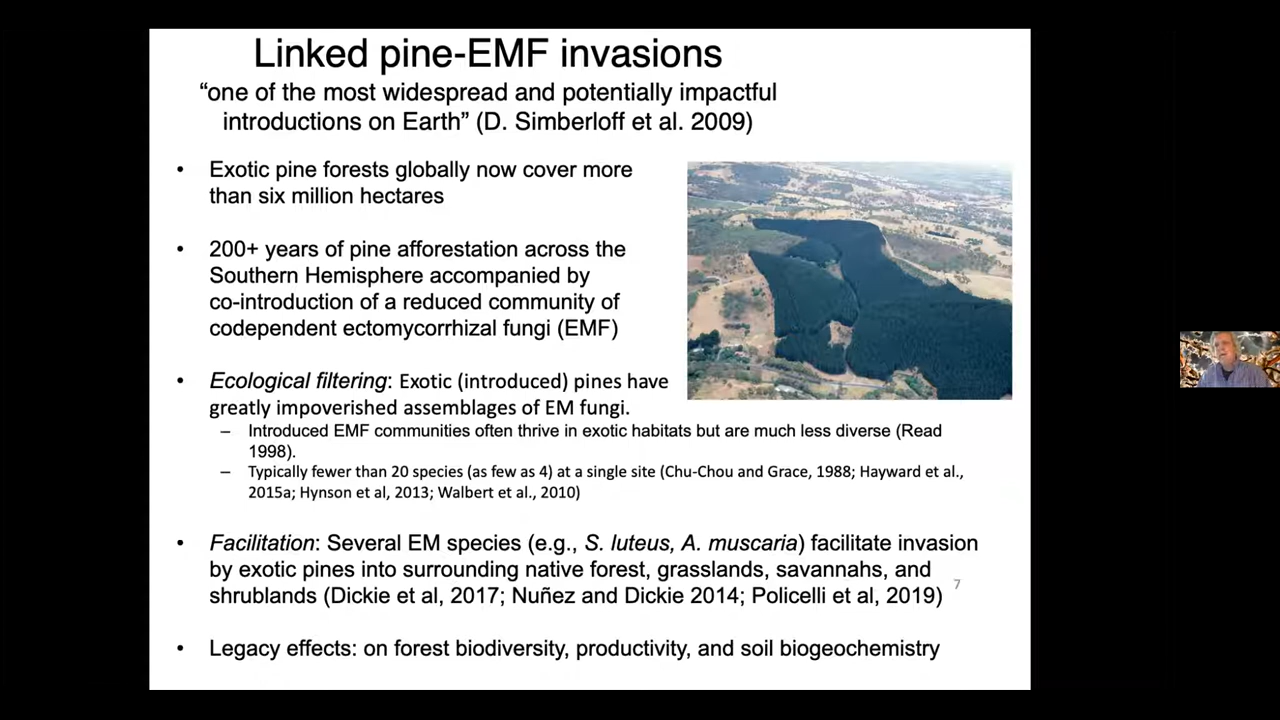 Linked pine-EMF invasions
“one of the most widespread and potentially impactful
introductions on Earth” (D. Simberloff et al. 2009)
• Exotic pine forests globally now cover more
than six million hectares
• 200+ years of pine afforestation across the
Southern Hemisphere accompanied by
co-introduction of a reduced community of
codependent ectomycorrhizal fungi (EMF)
• Ecological filtering: Exotic (introduced) pines have
greatly impoverished assemblages of EM fungi.
– Introduced EMF communities often thrive in exotic habitats but are much less diverse (Read
1998).
– Typically fewer than 20 species (as few as 4) at a single site (Chu-Chou and Grace, 1988; Hayward et al.,
2015a; Hynson et al, 2013; Walbert et al., 2010)
• Facilitation: Several EM species (e.g., S. luteus, A. muscaria) facilitate invasion
by exotic pines into surrounding native forest, grasslands, savannahs, and
shrublands (Dickie et al, 2017; Nuñez and Dickie 2014; Policelli et al, 2019)
7
• Legacy effects: on forest biodiversity, productivity, and soil biogeochemistry